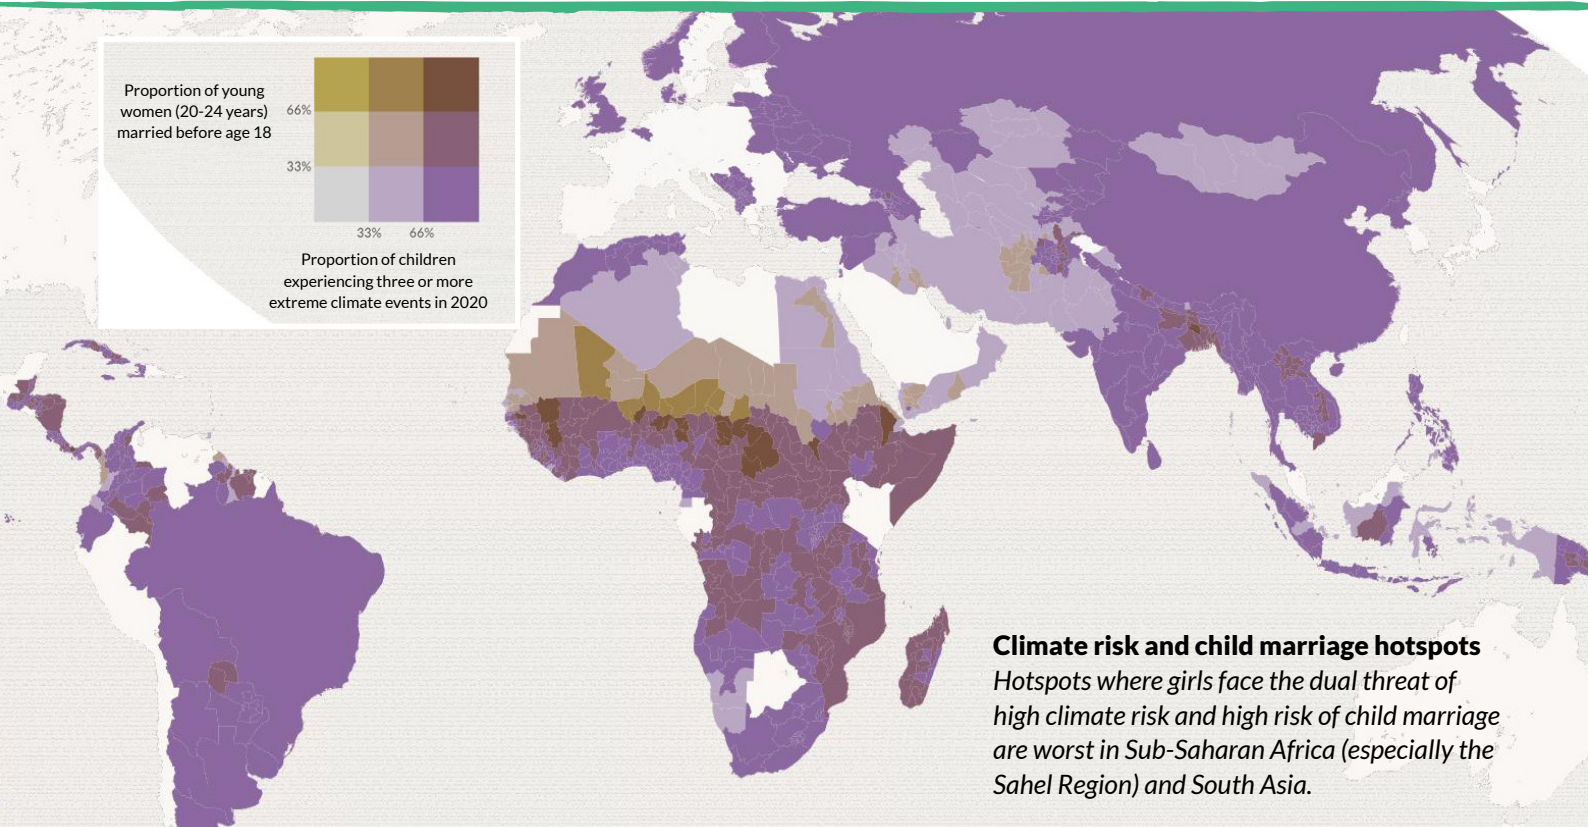 Proportion of young
women (20-24 years)
married before age 18
66%
33%
33%
66%
Proportion of children
experiencing three or more
extreme climate events in 2020
Climate risk and child marriage hotspots
Hotspots where girls face the dual threat of
high climate risk and high risk of child marriage
are worst in Sub-Saharan Africa (especially the
Sahel Region) and South Asia.